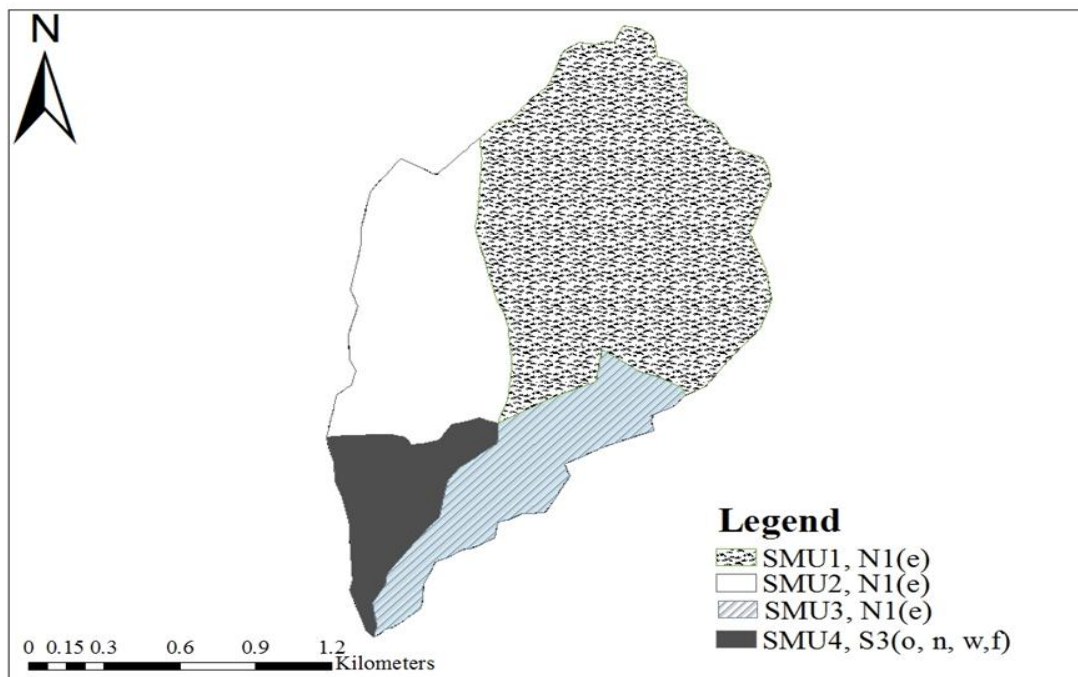 N
Legend
SMU1, N1(e)
SMU2, N1(e)
SMU3, N1(e)
SMU4, S3(o, n, w,f)
0 0.15 0.3 0.6 0.9 1.2
Kilometers